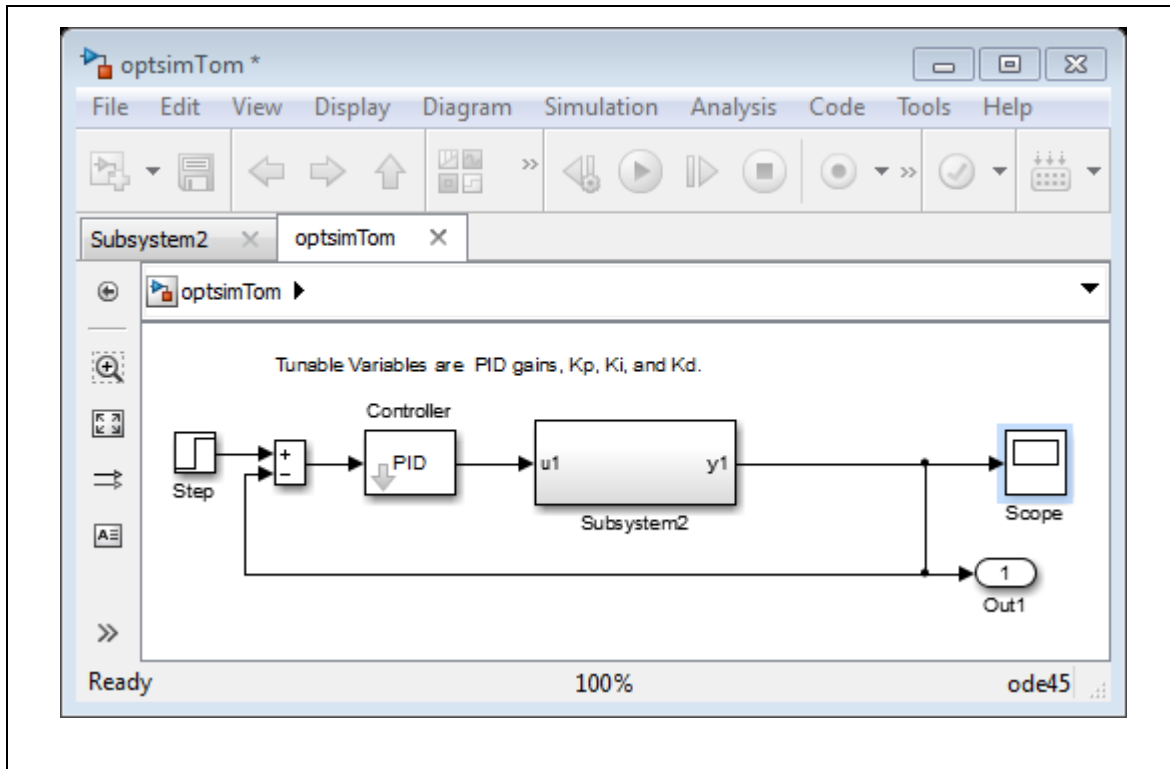 optsimTom *
File Edit View Display Diagram Simulation Analysis Code Tools Help
Subsystem2 optsimTom
optsimTom
Tunable Variables are PID gains, Kp, Ki, and Kd.
Controller
+
−
PID
u1 y1
Step
Subsystem2
Scope
1
Out1
Ready 100% ode45